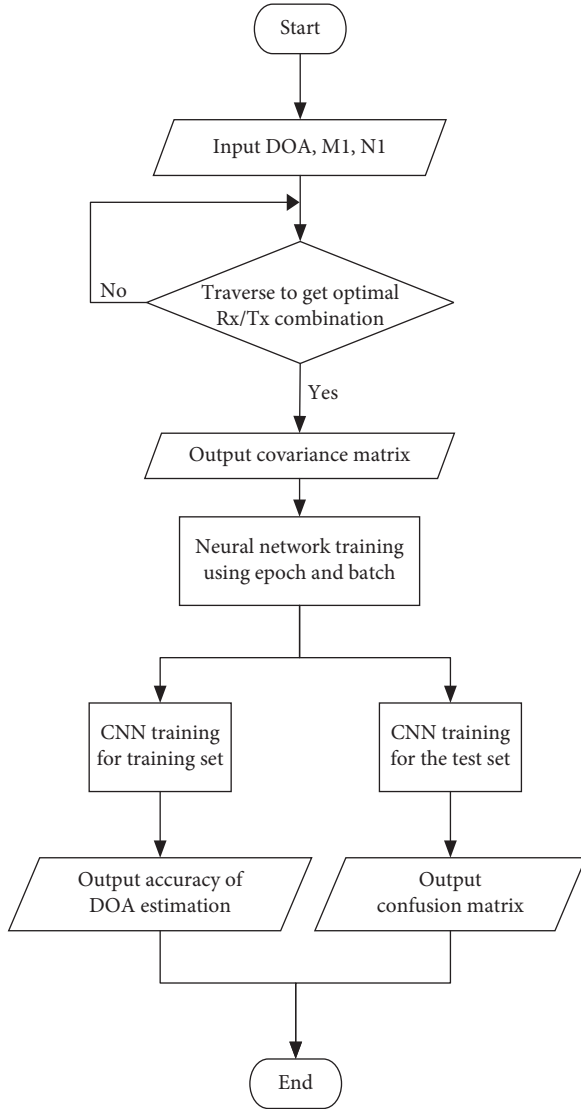 Start
Input DOA, M1, N1
No
Traverse to get optimal
Rx/Tx combination
Yes
Output covariance matrix
Neural network training
using epoch and batch
CNN training
for training set
CNN training
for the test set
Output accuracy of
DOA estimation
Output
confusion matrix
End